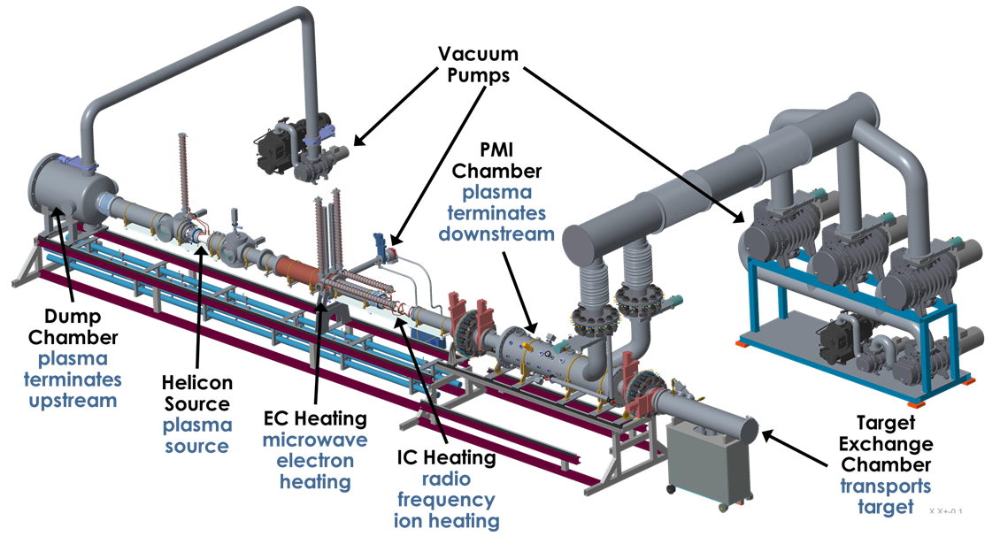 Vacuum
Pumps
PMI
Chamber
plasma
terminates
downstream
Dump
Chamber
plasma
terminates
upstream
Helicon
Source
plasma
source
EC Heating
microwave
electron
heating
IC Heating
radio
frequency
ion heating
Target
Exchange
Chamber
transports
target